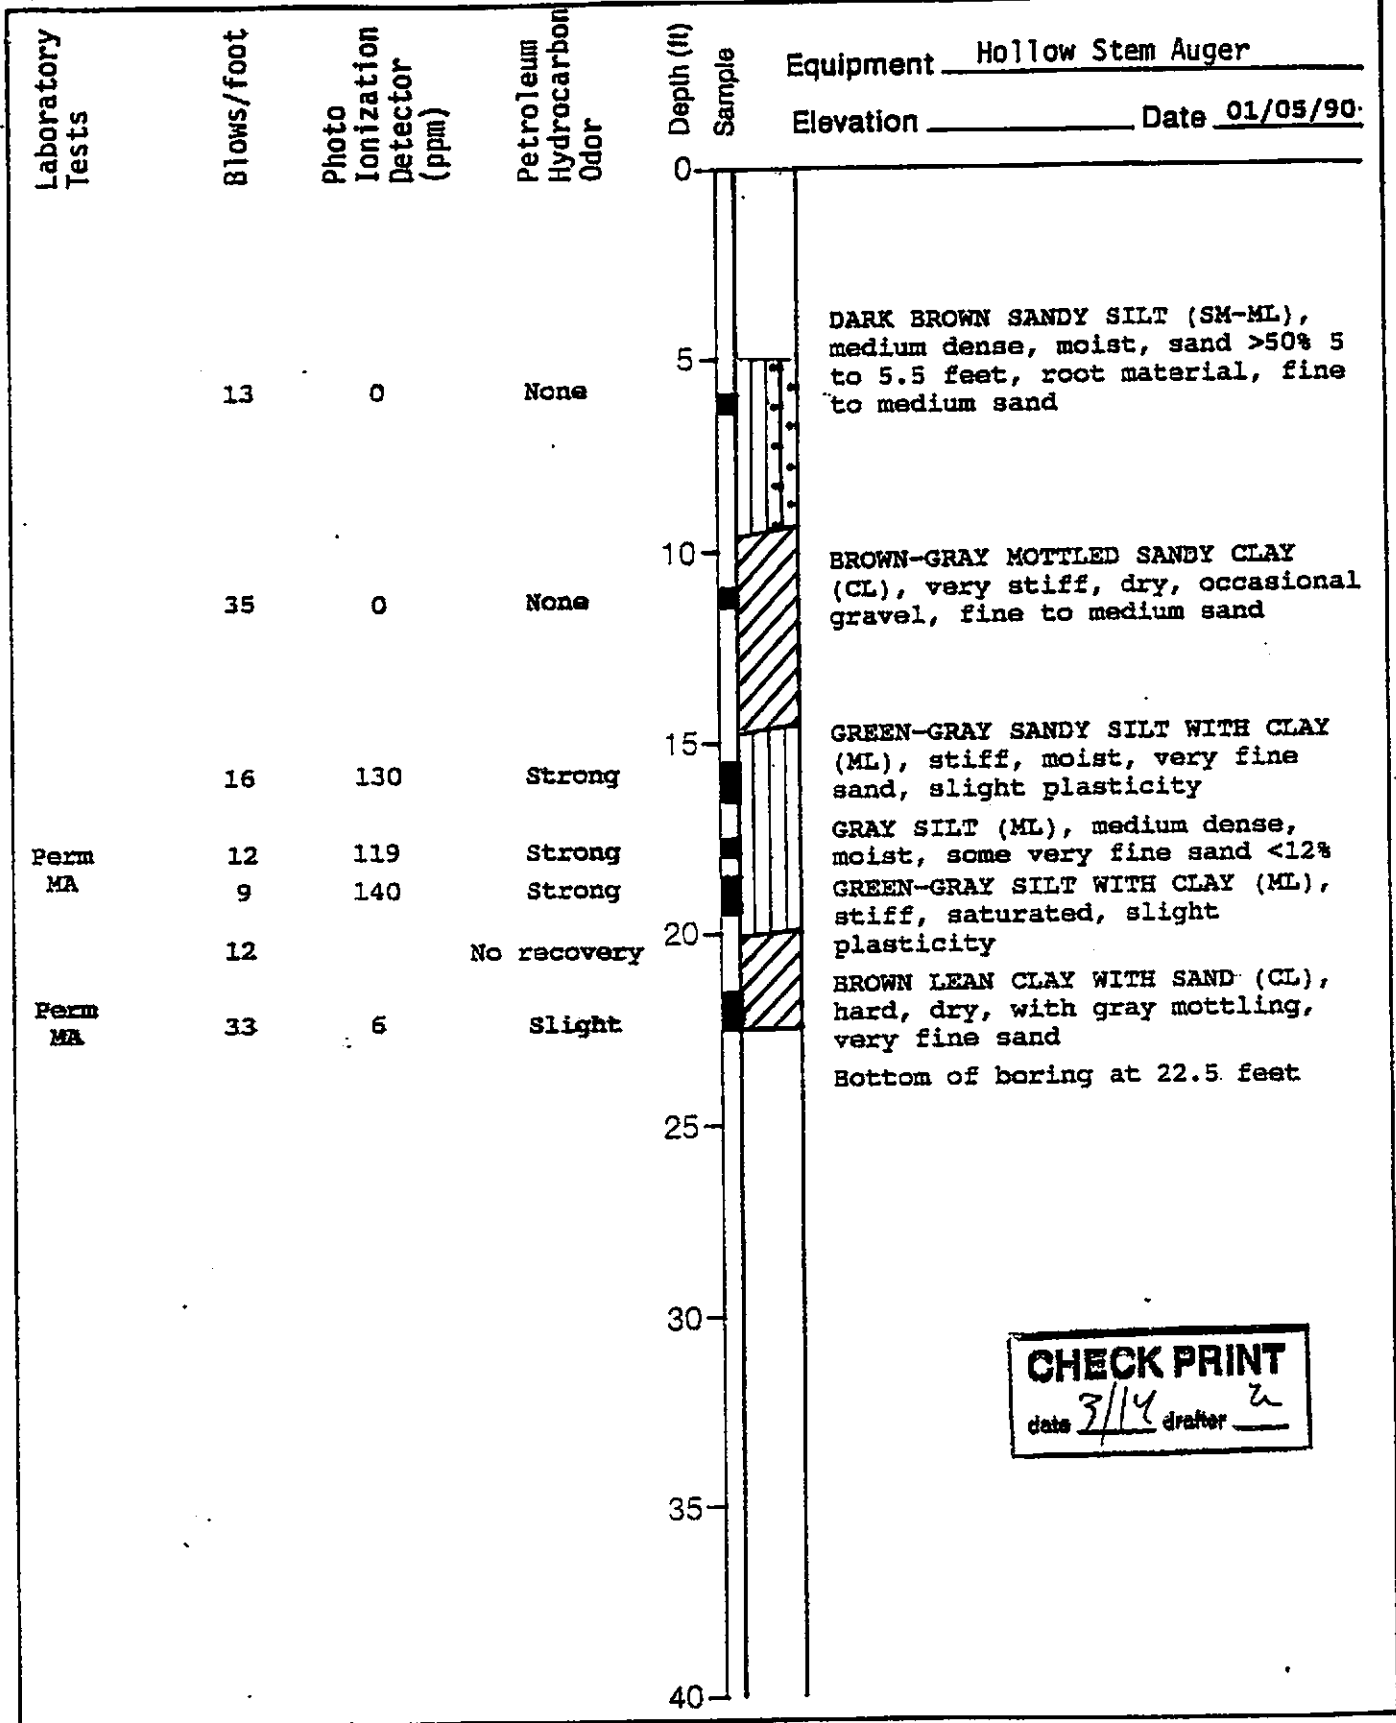 Laboratory
Tests
Blows/foot
Photo
Ionization
Detector
(ppm)
Petroleum
Hydrocarbon
Odor
Depth (ft)
Sample
Equipment Hollow Stem Auger
Elevation Date 01/05/90
0
DARK BROWN SANDY SILT (SM-ML),
medium dense, moist, sand >50% 5
to 5.5 feet, root material, fine
to medium sand
5
13 0 None
10
BROWN-GRAY MOTTLED SANDY CLAY
(CL), very stiff, dry, occasional
gravel, fine to medium sand
35 0 None
15
GREEN-GRAY SANDY SILT WITH CLAY
(ML), stiff, moist, very fine
sand, slight plasticity
16 130 Strong
GRAY SILT (ML), medium dense,
moist, some very fine sand <12%
Perm 12 119 Strong
MA 9 140 Strong
GREEN-GRAY SILT WITH CLAY (ML),
stiff, saturated, slight
plasticity
20
12 No recovery
BROWN LEAN CLAY WITH SAND (CL),
hard, dry, with gray mottling,
very fine sand
Perm
MA 33 6 Slight
Bottom of boring at 22.5 feet
25
30
CHECK PRINT
date 3/14 drafter
35
40